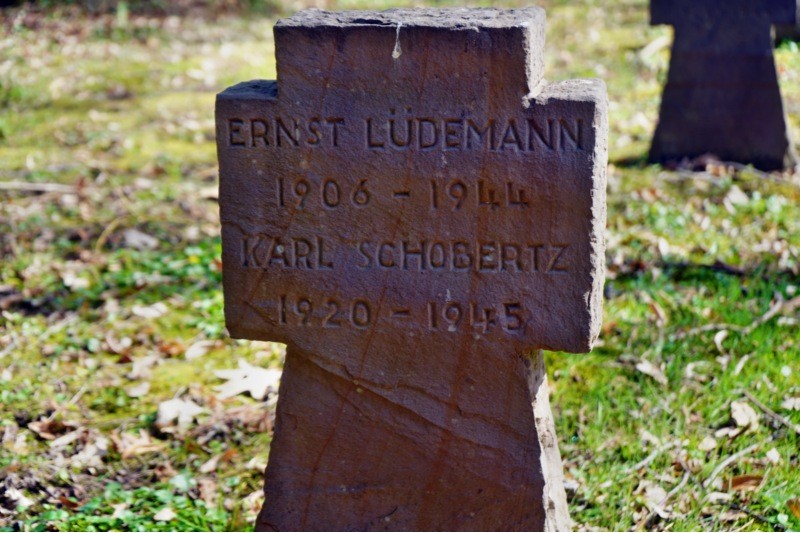 ERNST LÜDEMANN
1906 - 1944
KARL SCHOBERTZ
1920 - 1945